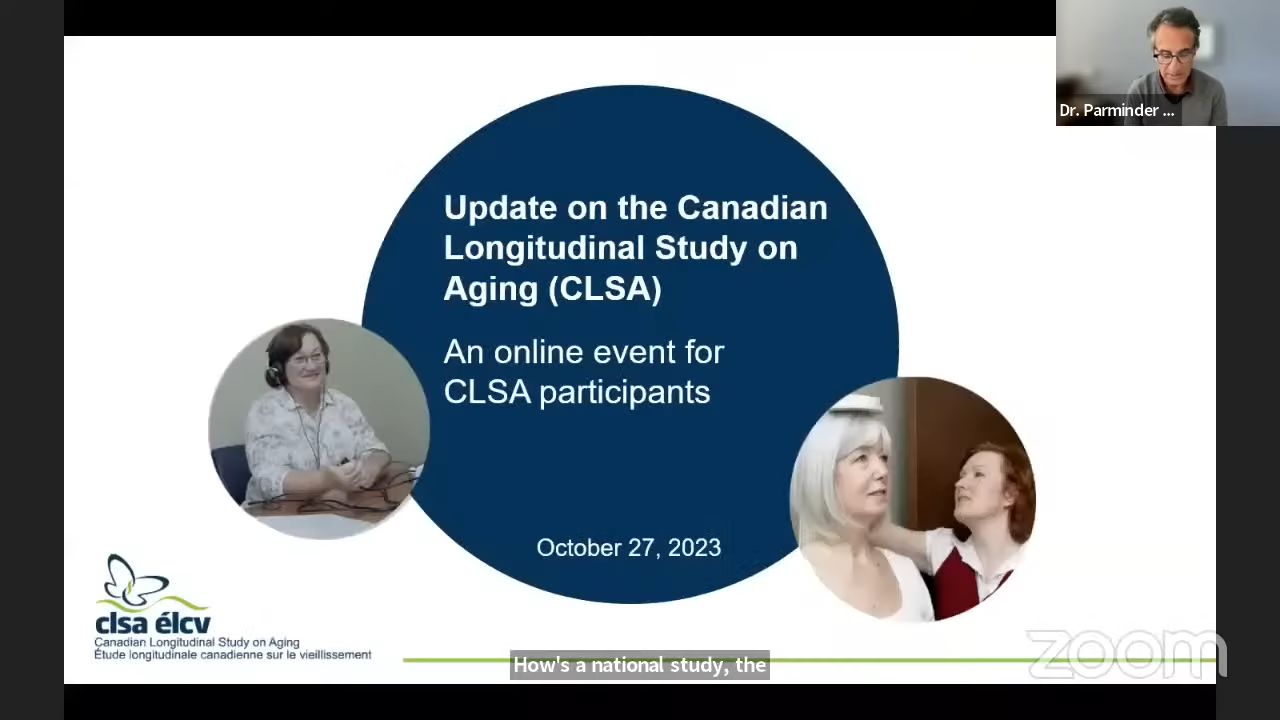 Dr. Parminder ...
Update on the Canadian
Longitudinal Study on
Aging (CLSA)
An online event for
CLSA participants
October 27, 2023
clsa élcv
Canadian Longitudinal Study on Aging
Étude longitudinale canadienne sur le vieillissement
How's a national study, the
zoom